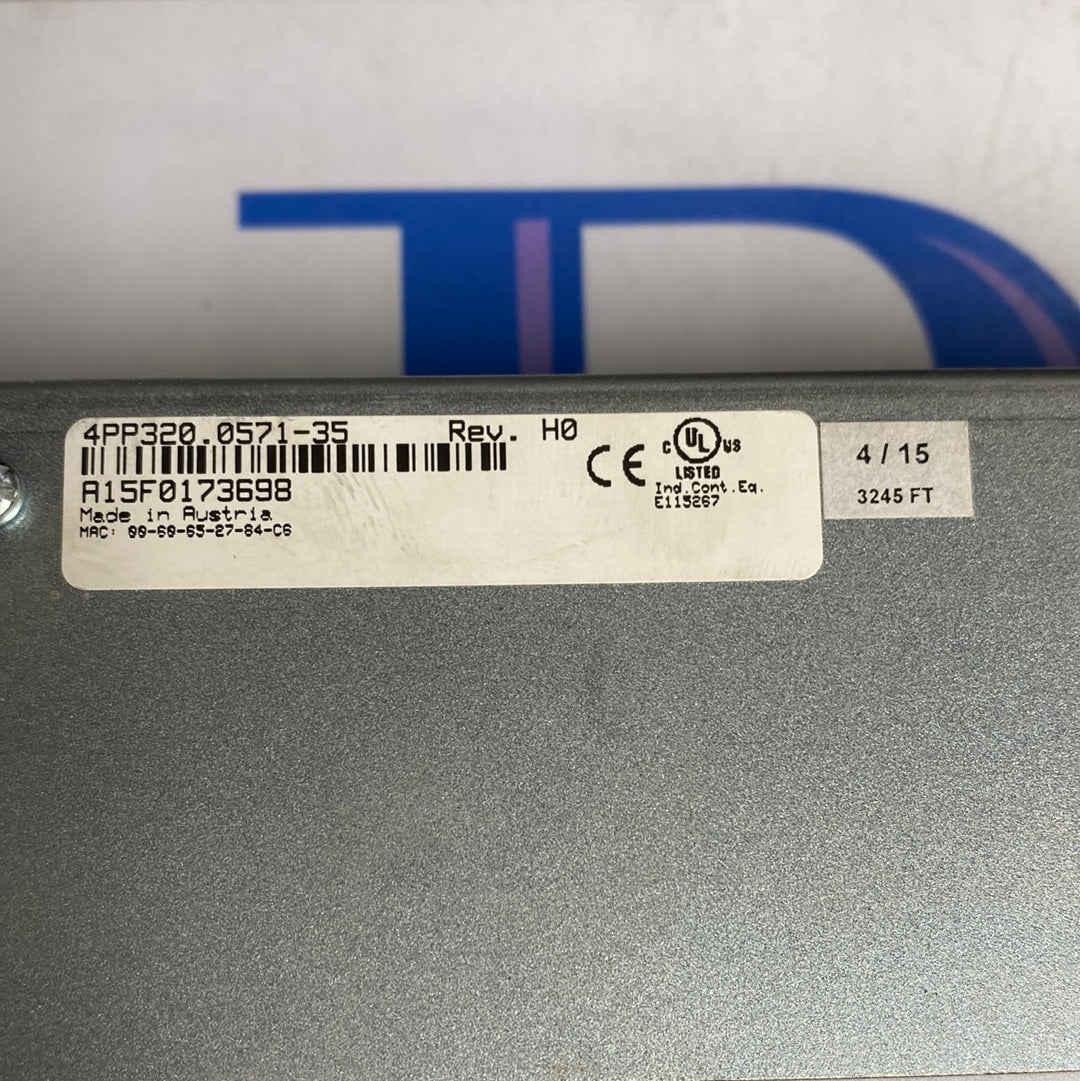 4PP320.0571-35 Rev. H0
A15F0173698
Made in Austria
MAC: 00-60-65-27-84-C6
CE
C UL US
LISTED
Ind.Cont.Eq.
E115267
4 / 15
3245 FT